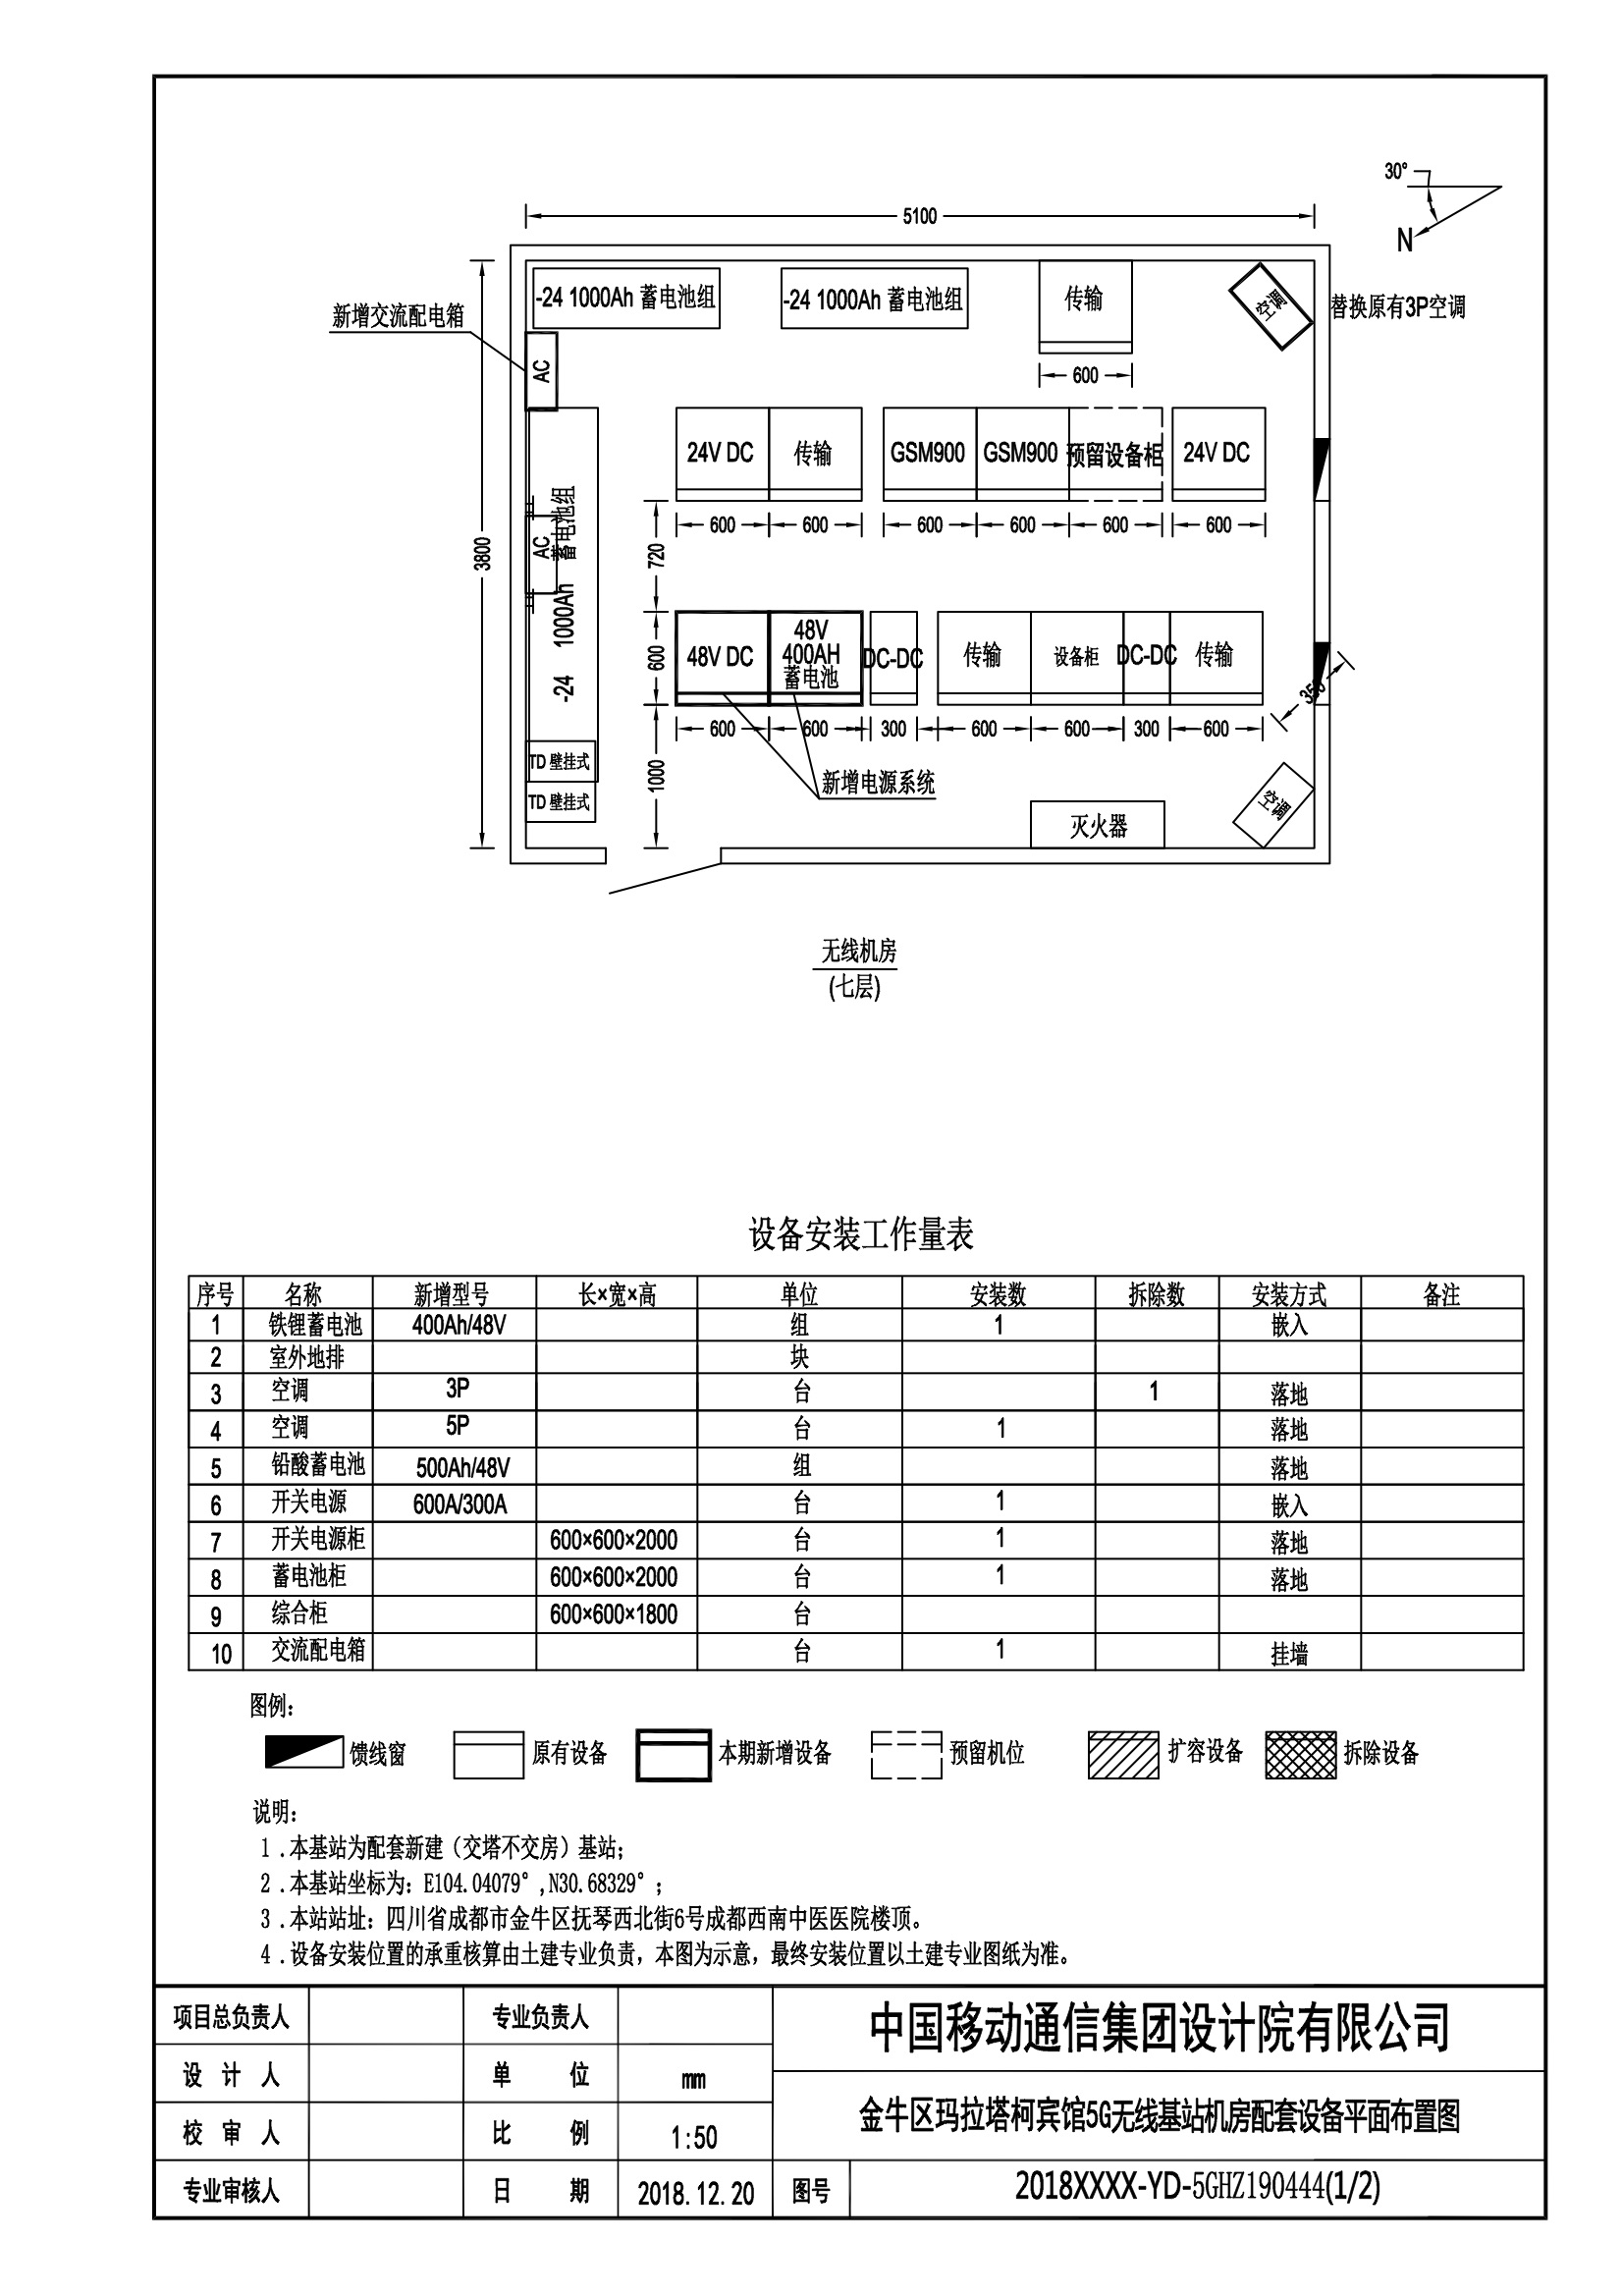 30°
N
5100
-24 1000Ah 蓄电池组
-24 1000Ah 蓄电池组
传输
空调
替换原有3P空调
新增交流配电箱
AC
600
24V DC
传输
GSM900
GSM900
预留设备柜
24V DC
600
600
600
600
600
600
3800
AC
-24 1000Ah 蓄电池组
720
600
1000
48V DC
48V
400AH
蓄电池
DC-DC
传输
设备柜
DC-DC
传输
350
600
600
300
600
600
300
600
TD 壁挂式
TD 壁挂式
新增电源系统
灭火器
空调
无线机房
(七层)
设备安装工作量表
序号 名称 新增型号 长×宽×高 单位 安装数 拆除数 安装方式 备注
1 铁锂蓄电池 400Ah/48V 组 1 嵌入
2 室外地排 块
3 空调 3P 台 1 落地
4 空调 5P 台 1 落地
5 铅酸蓄电池 500Ah/48V 组 落地
6 开关电源 600A/300A 台 1 嵌入
7 开关电源柜 600×600×2000 台 1 落地
8 蓄电池柜 600×600×2000 台 1 落地
9 综合柜 600×600×1800 台
10 交流配电箱 台 1 挂墙
图例：
馈线窗 原有设备 本期新增设备 预留机位 扩容设备 拆除设备
说明：
1 .本基站为配套新建（交塔不交房）基站；
2 .本基站坐标为：E104.04079°,N30.68329°；
3 .本站站址：四川省成都市金牛区抚琴西北街6号成都西南中医医院楼顶。
4 .设备安装位置的承重核算由土建专业负责，本图为示意，最终安装位置以土建专业图纸为准。
项目总负责人 专业负责人 中国移动通信集团设计院有限公司
设 计 人 单 位 mm
校 审 人 比 例 1:50 金牛区玛拉塔柯宾馆5G无线基站机房配套设备平面布置图
专业审核人 日 期 2018.12.20 图号 2018XXXX-YD-5GHZ190444(1/2)